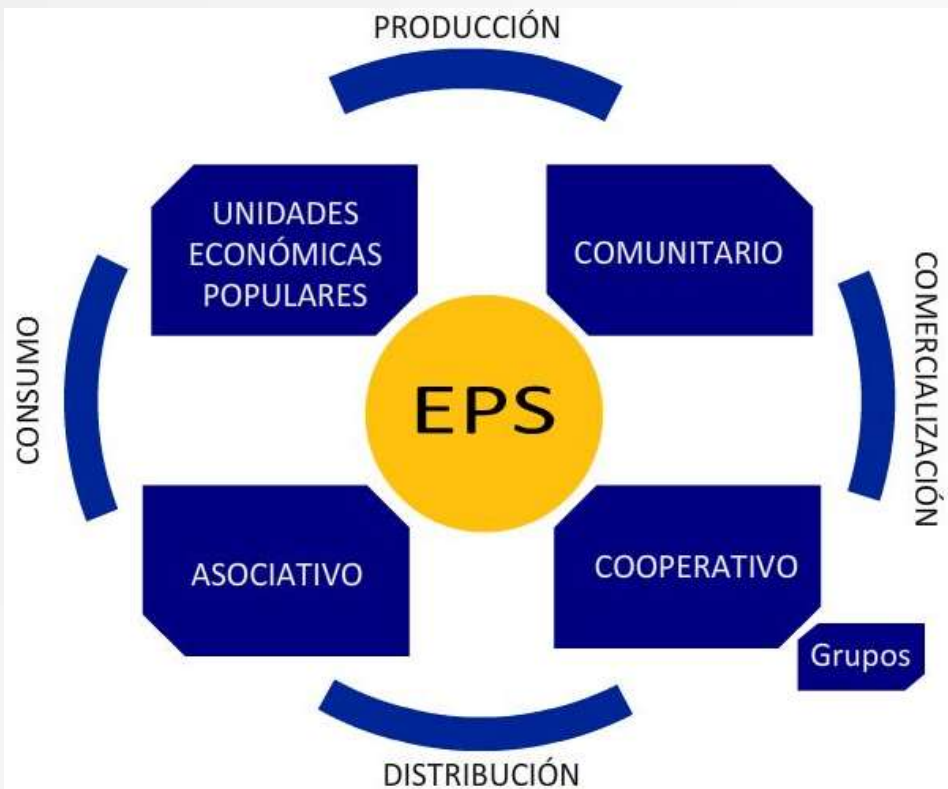 PRODUCCIÓN
UNIDADES
ECONÓMICAS
POPULARES
COMUNITARIO
CONSUMO
EPS
COMERCIALIZACIÓN
ASOCIATIVO
COOPERATIVO
Grupos
DISTRIBUCIÓN